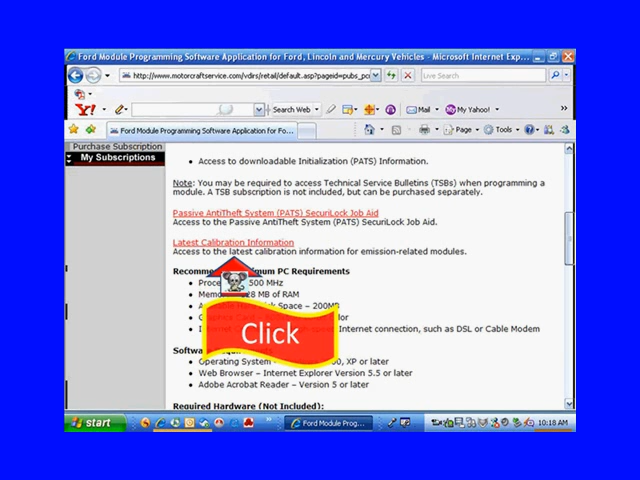 Ford Module Programming Software Application for Ford, Lincoln and Mercury Vehicles - Microsoft Internet Exp...
http://www.motorcraftservice.com/vdirs/retail/default.asp?pageid=pubs_pc
Live Search
Y! Search Web Mail My Yahoo!
Ford Module Programming Software Application for Fo... Page Tools
Purchase Subscription
My Subscriptions
• Access to downloadable Initialization (PATS) Information.
Note: You may be required to access Technical Service Bulletins (TSBs) when programming a
module. A TSB subscription is not included, but can be purchased separately.
Passive AntiTheft System (PATS) SecuriLock Job Aid
Access to the Passive AntiTheft System (PATS) SecuriLock Job Aid.
Latest Calibration Information
Access to the latest calibration information for emission-related modules.
PC Requirements
500 MHz
MB of RAM
Space – 200MB
Internet connection, such as DSL or Cable Modem
Click
Operating System XP or later
• Web Browser – Internet Explorer Version 5.5 or later
• Adobe Acrobat Reader – Version 5 or later
Required Hardware (Not Included):
start Ford Module Prog... 10:18 AM